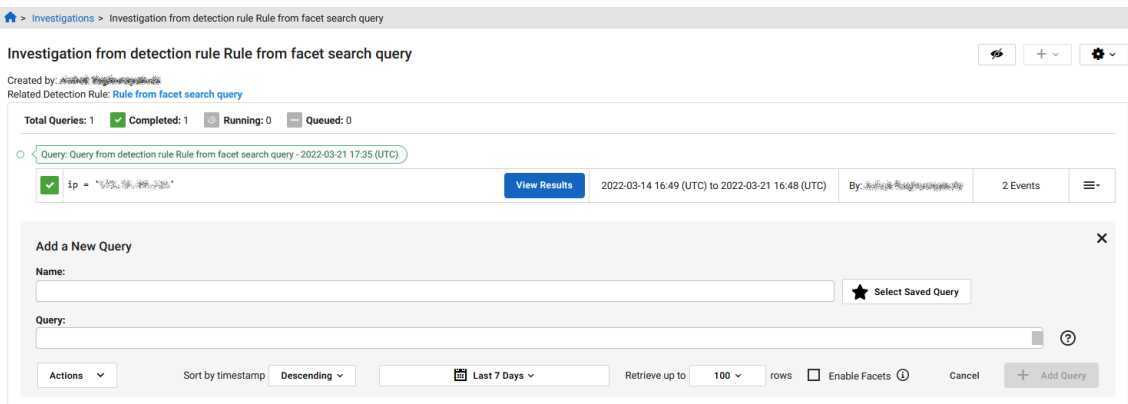 > Investigations > Investigation from detection rule Rule from facet search query
Investigation from detection rule Rule from facet search query
Created by:
Related Detection Rule: Rule from facet search query
Total Queries: 1 Completed: 1 Running: 0 Queued: 0
Query: Query from detection rule Rule from facet search query - 2022-03-21 17:35 (UTC)
ip = ' ' View Results 2022-03-14 16:49 (UTC) to 2022-03-21 16:48 (UTC) By: 2 Events
Add a New Query
Name:
Select Saved Query
Query:
Actions Sort by timestamp Descending Last 7 Days Retrieve up to 100 rows Enable Facets Cancel + Add Query